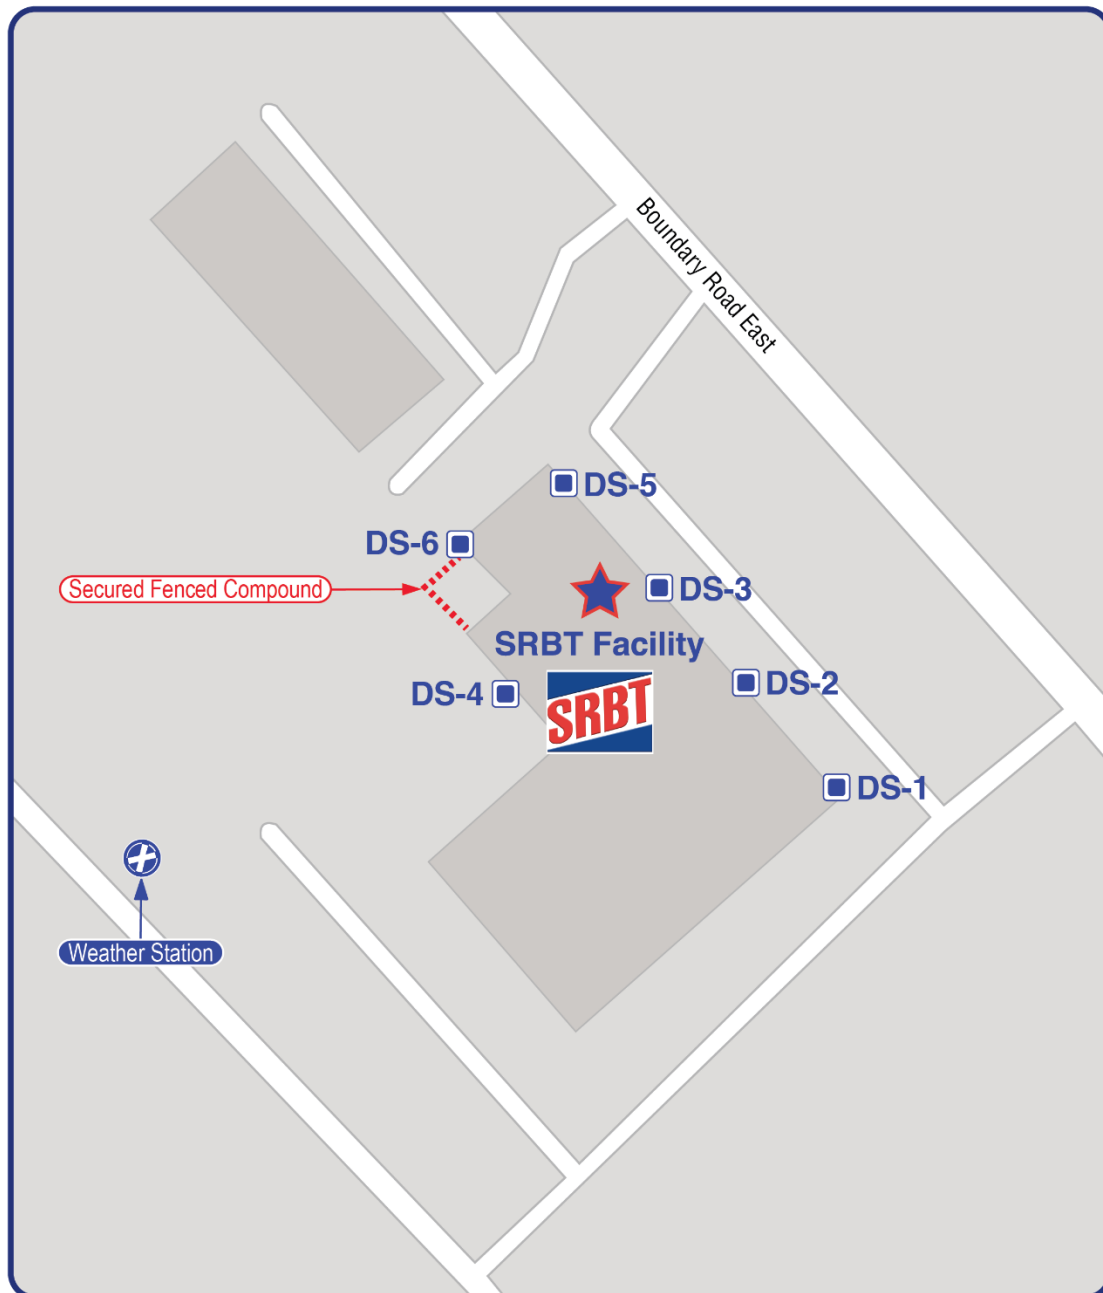 Boundary Road East
DS-5
DS-6
Secured Fenced Compound
DS-3
SRBT Facility
DS-4
SRBT
DS-2
DS-1
Weather Station